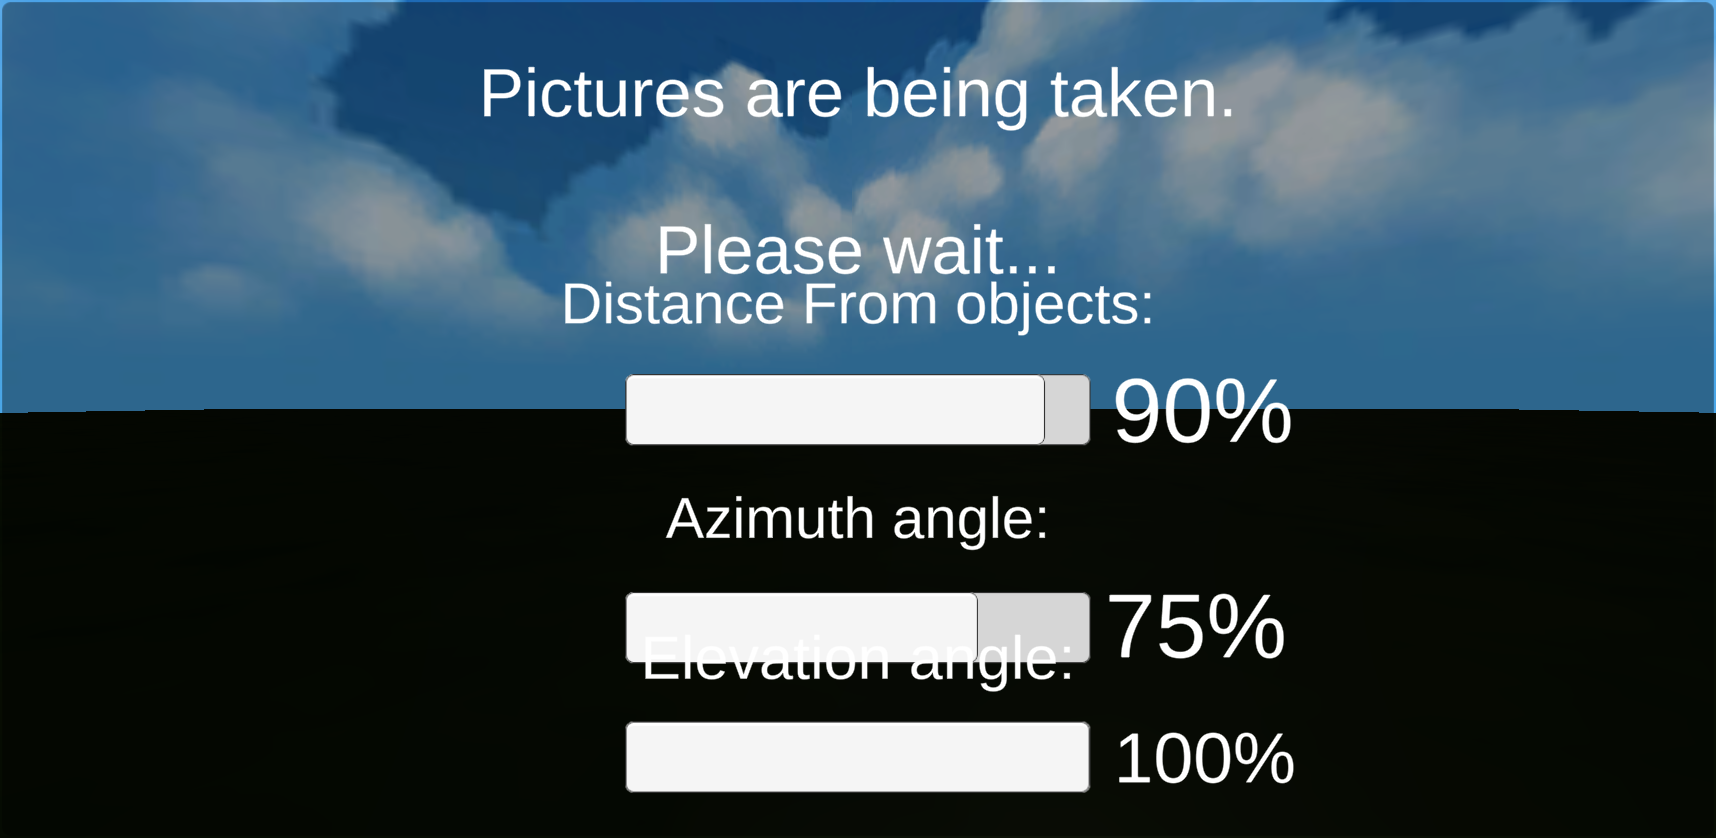 Pictures are being taken.
Please wait...
Distance From objects:
90%
Azimuth angle:
75%
Elevation angle:
100%